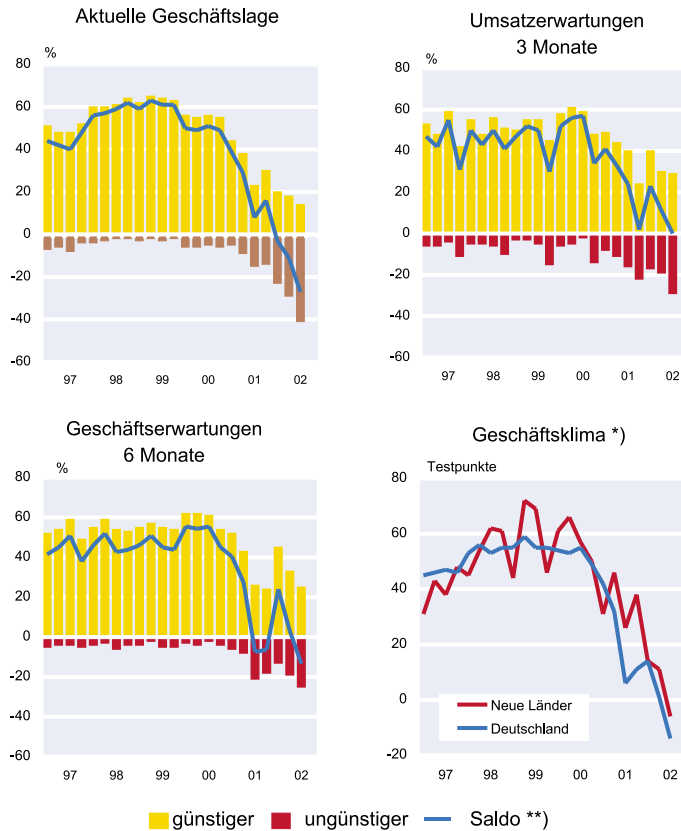 Aktuelle Geschäftslage
%
80
60
40
20
0
-20
-40
-60
97 98 99 00 01 02
Umsatzerwartungen
3 Monate
%
80
60
40
20
0
-20
-40
-60
97 98 99 00 01 02
Geschäftserwartungen
6 Monate
%
80
60
40
20
0
-20
-40
-60
97 98 99 00 01 02
Geschäftsklima *)
Testpunkte
80
60
40
20
0
-20
Neue Länder
Deutschland
97 98 99 00 01 02
günstiger ungünstiger Saldo **)